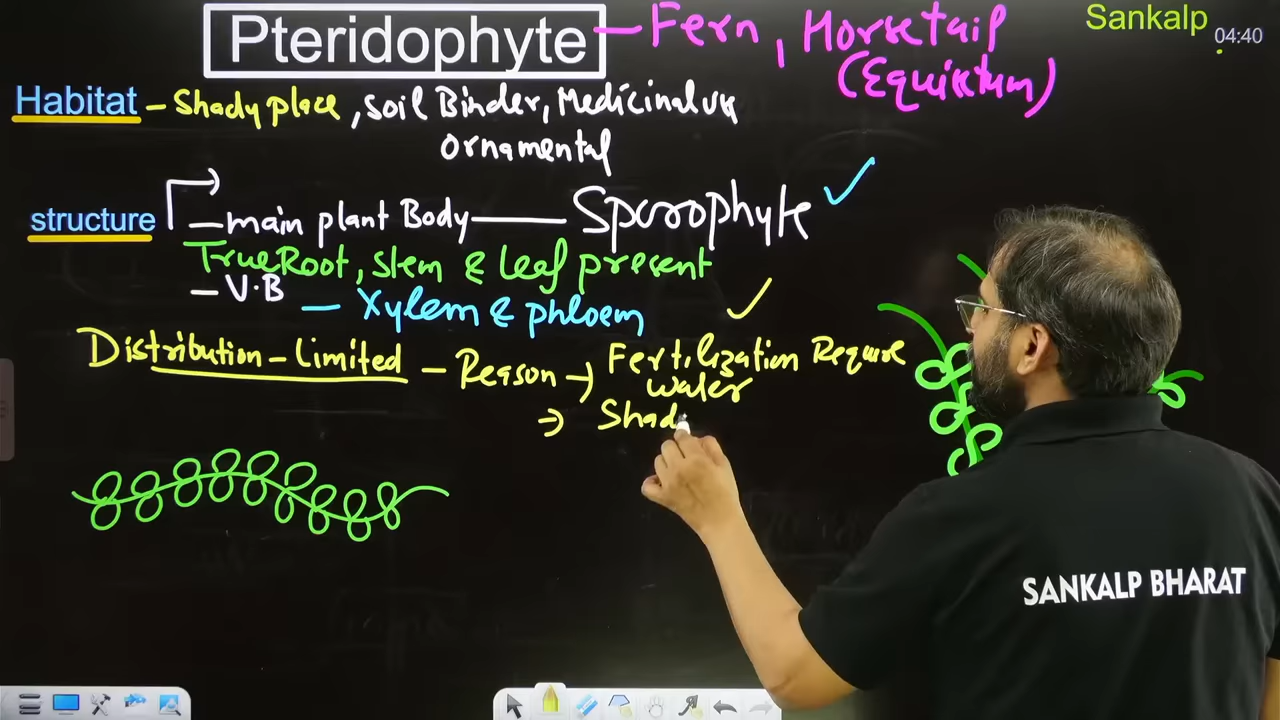 Pteridophyte - Fern, Horsetail
(Equisetum)
Sankalp
04:40
Habitat - Shady place, Soil Binder, Medicinal use
Ornamental
structure - main plant Body - Sporophyte
True Root, Stem & leaf present
- V.B - Xylem & phloem
Distribution - Limited - Reason → Fertilization Require
water
⇒ Shad
SANKALP BHARAT